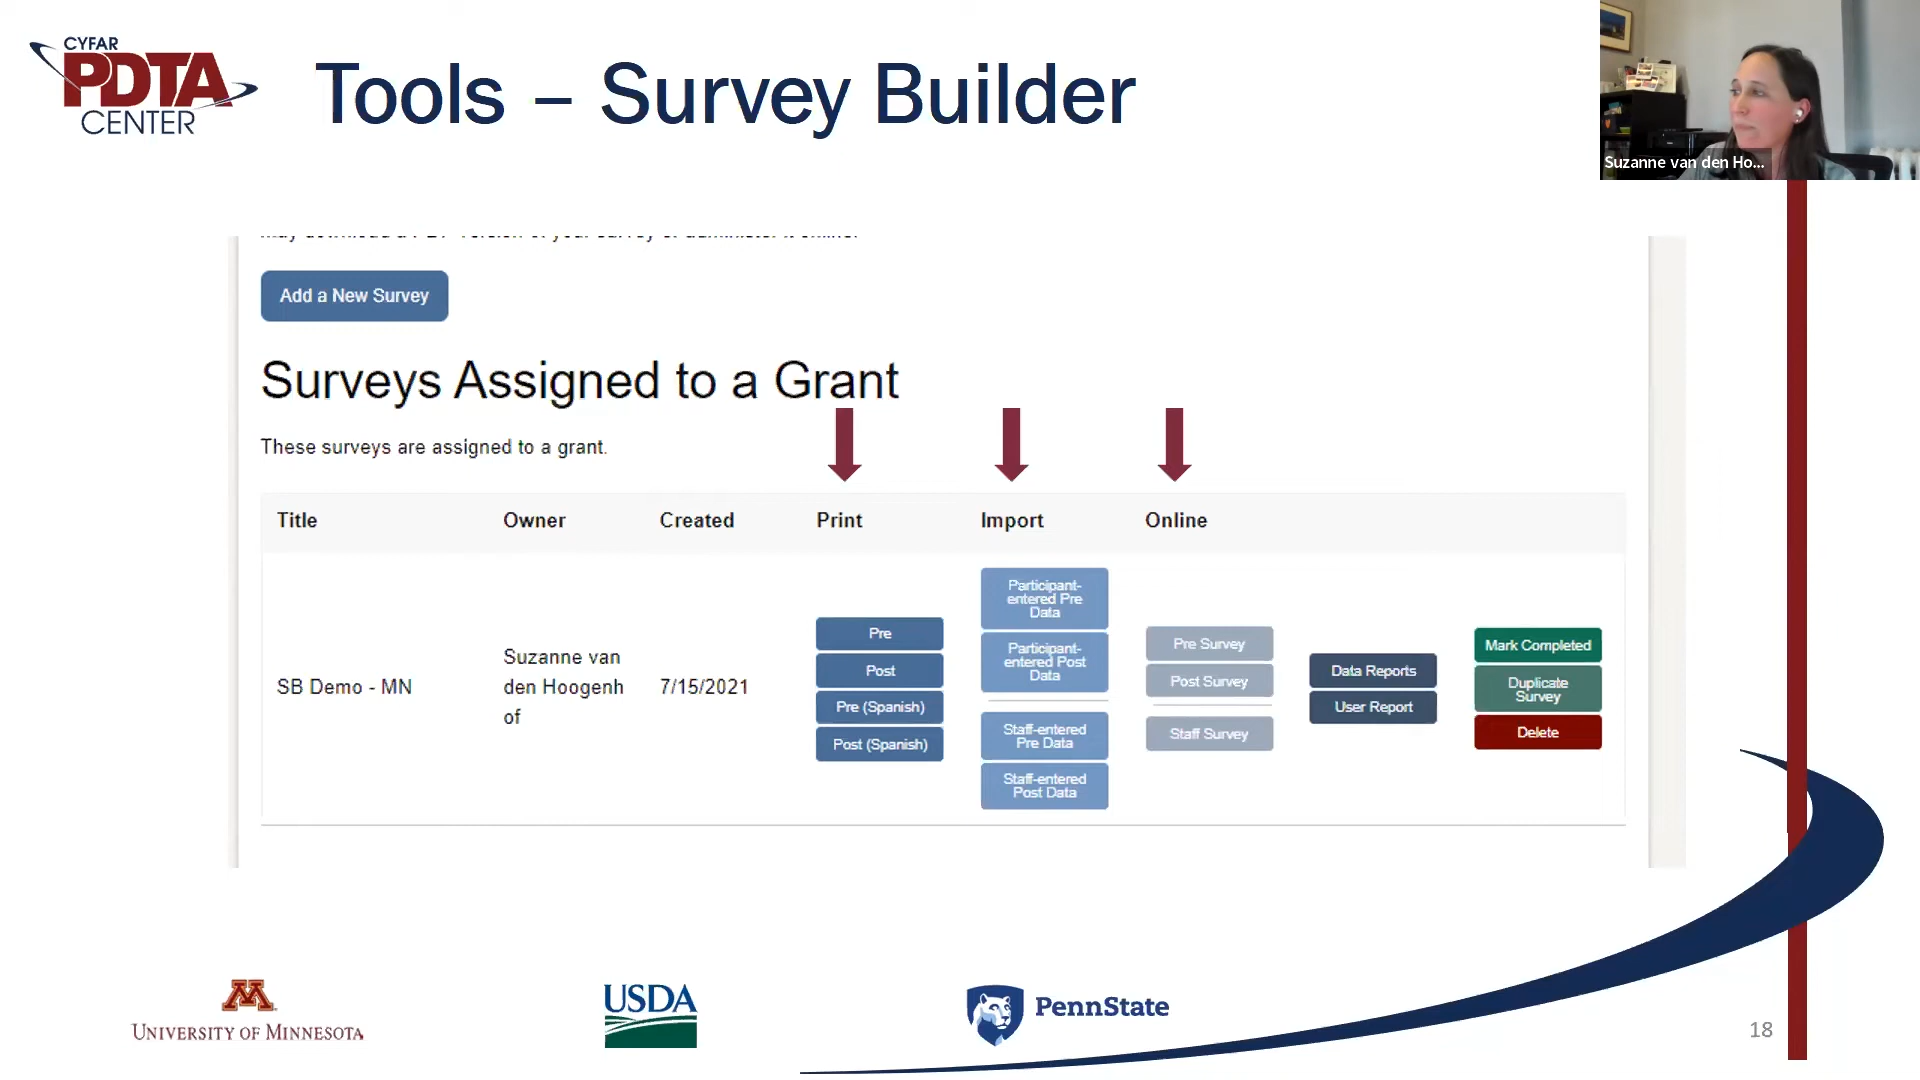 CYFAR
PDTA
CENTER
Tools – Survey Builder
Suzanne van den Ho...
Add a New Survey
Surveys Assigned to a Grant
These surveys are assigned to a grant.
Title Owner Created Print Import Online
SB Demo - MN
Suzanne van
den Hoogenh
of
7/15/2021
Pre
Post
Pre (Spanish)
Post (Spanish)
Participant-
entered Pre
Data
Participant-
entered Post
Data
Staff-entered
Pre Data
Staff-entered
Post Data
Pre Survey
Post Survey
Staff Survey
Data Reports
User Report
Mark Completed
Duplicate
Survey
Delete
M
UNIVERSITY OF MINNESOTA
USDA
PennState
18